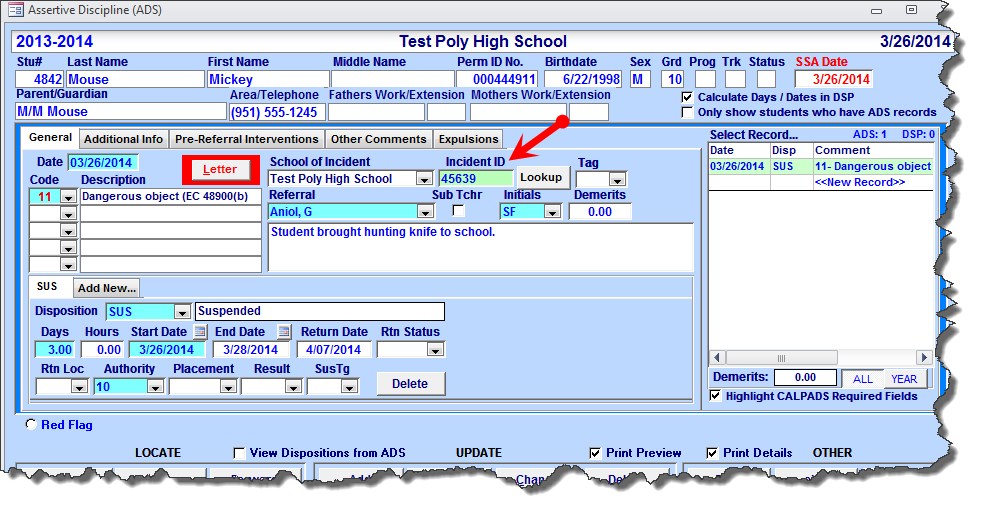 Assertive Discipline (ADS)
2013-2014 Test Poly High School 3/26/2014
Stu# Last Name First Name Middle Name Perm ID No. Birthdate Sex Grd Prog Trk Status SSA Date
4842 Mouse Mickey 000444911 6/22/1998 M 10 3/26/2014
Parent/Guardian Area/Telephone Fathers Work/Extension Mothers Work/Extension
M/M Mouse (951) 555-1245
Calculate Days / Dates in DSP
Only show students who have ADS records
General Additional Info Pre-Referral Interventions Other Comments Expulsions
Date 03/26/2014 Letter
School of Incident Incident ID Tag
Test Poly High School 45639 Lookup
Code Description
11 Dangerous object (EC 48900(b)
Referral Sub Tchr Initials Demerits
Aniol, G SF 0.00
Student brought hunting knife to school.
SUS Add New...
Disposition SUS Suspended
Days Hours Start Date End Date Return Date Rtn Status
3.00 0.00 3/26/2014 3/28/2014 4/07/2014
Rtn Loc Authority Placement Result SusTg
10 Delete
Select Record... ADS: 1 DSP: 0
Date Disp Comment
03/26/2014 SUS 11- Dangerous object
<<New Record>>
Demerits: 0.00 ALL YEAR
Highlight CALPADS Required Fields
Red Flag
LOCATE View Dispositions from ADS UPDATE Print Preview Print Details OTHER